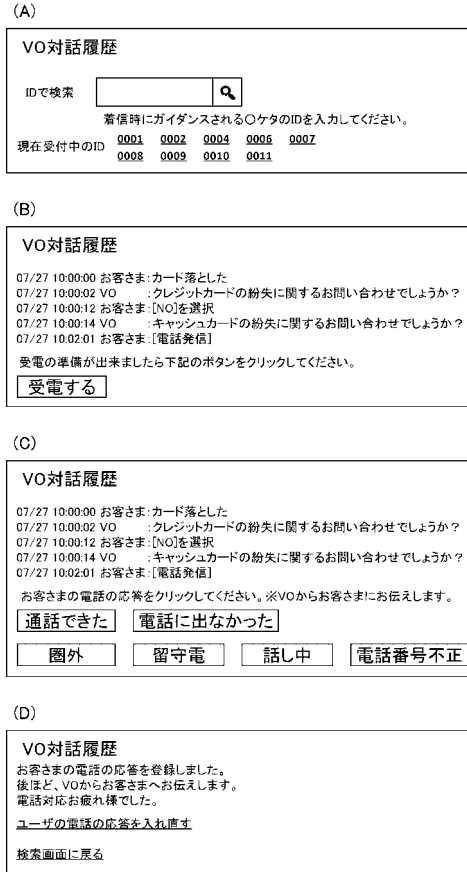 (A)
VO対話履歴
IDで検索
着信時にガイダンスされる〇ケタのIDを入力してください。
現在受付中のID 0001 0002 0004 0006 0007
0008 0009 0010 0011
(B)
VO対話履歴
07/27 10:00:00 お客さま:カード落とした
07/27 10:00:02 VO :クレジットカードの紛失に関するお問い合わせでしょうか?
07/27 10:00:12 お客さま:[NO]を選択
07/27 10:00:14 VO :キャッシュカードの紛失に関するお問い合わせでしょうか?
07/27 10:02:01 お客さま:[電話発信]
受電の準備が出来ましたら下記のボタンをクリックしてください。
受電する
(C)
VO対話履歴
07/27 10:00:00 お客さま:カード落とした
07/27 10:00:02 VO :クレジットカードの紛失に関するお問い合わせでしょうか?
07/27 10:00:12 お客さま:[NO]を選択
07/27 10:00:14 VO :キャッシュカードの紛失に関するお問い合わせでしょうか?
07/27 10:02:01 お客さま:[電話発信]
お客さまの電話の応答をクリックしてください。※VOからお客さまにお伝えします。
通話できた 電話に出なかった
圏外 留守電 話し中 電話番号不正
(D)
VO対話履歴
お客さまの電話の応答を登録しました。
後ほど、VOからお客さまへお伝えします。
電話対応お疲れ様でした。
ユーザの電話の応答を入れ直す
検索画面に戻る